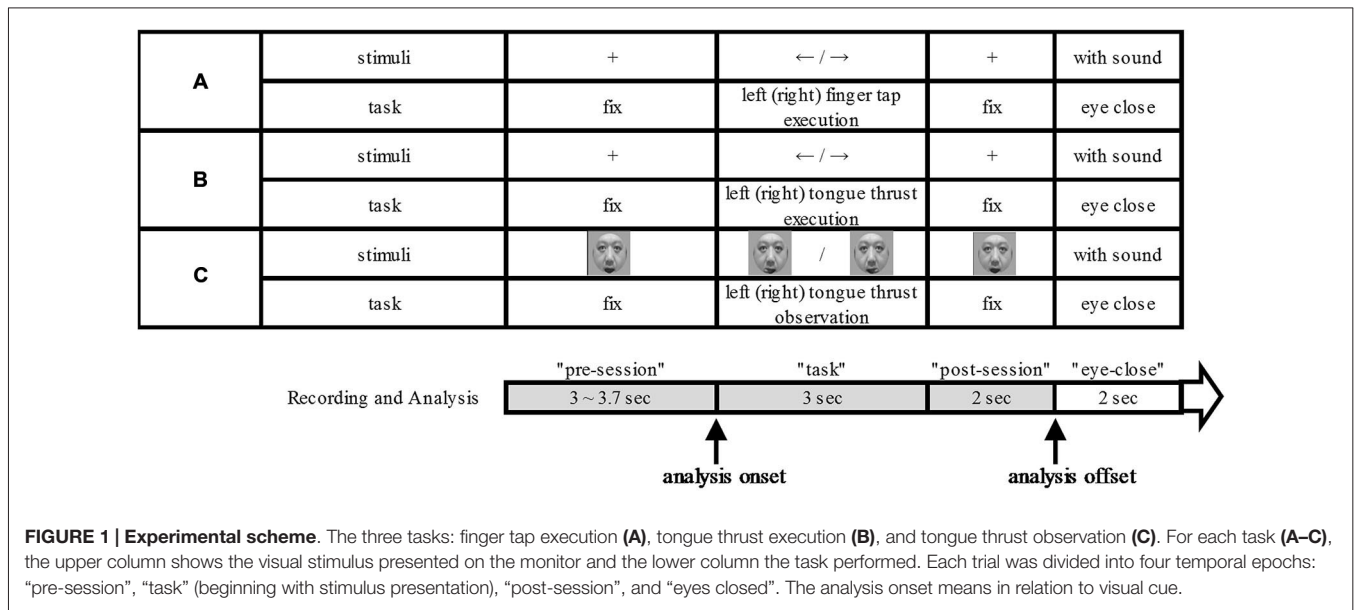 A
stimuli + ← / → + with sound
task fix left (right) finger tap execution fix eye close
B
stimuli + ← / → + with sound
task fix left (right) tongue thrust execution fix eye close
C
stimuli / with sound
task fix left (right) tongue thrust observation fix eye close
"pre-session" "task" "post-session" "eye-close"
Recording and Analysis 3 ~ 3.7 sec 3 sec 2 sec 2 sec
analysis onset analysis offset
FIGURE 1 | Experimental scheme. The three tasks: finger tap execution (A), tongue thrust execution (B), and tongue thrust observation (C). For each task (A–C),
the upper column shows the visual stimulus presented on the monitor and the lower column the task performed. Each trial was divided into four temporal epochs:
“pre-session”, “task” (beginning with stimulus presentation), “post-session”, and “eyes closed”. The analysis onset means in relation to visual cue.